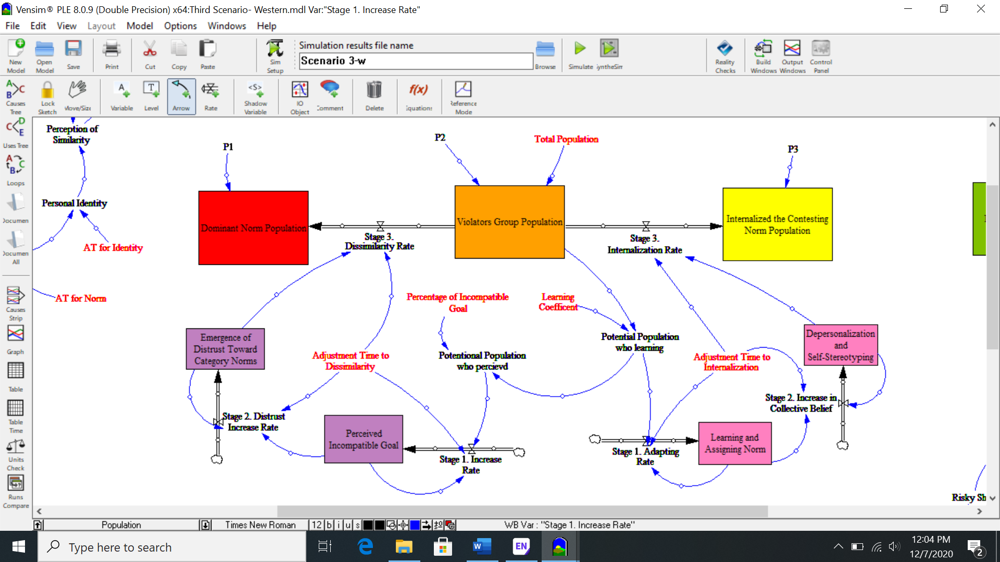 Vensim® PLE 8.0.9 (Double Precision) x64:Third Scenario- Western.mdl Var:"Stage 1. Increase Rate"
File Edit View Layout Model Options Windows Help
New Model
Open Model
Save
Print
Cut
Copy
Paste
Sim Setup
Simulation results file name
Scenario 3-w
Browse
Simulate
yntheSim
Reality Checks
Build Windows
Output Windows
Control Panel
Causes Tree
Lock Sketch
Move/Size
Variable
Level
Arrow
Rate
Shadow Variable
IO Object
Comment
Delete
Equations
Reference Mode
Uses Tree
Loops
Documen
Documen All
Causes Strip
Graph
Table
Table Time
Units Check
Runs Compare
Perception of
Similarity
P1
P2
Total Population
P3
Personal Identity
AT for Identity
AT for Norm
Dominant Norm Population
Stage 3.
Dissimilarity Rate
Violators Group Population
Stage 3.
Internalization Rate
Internalized the Contesting
Norm Population
Percentage of Incompatible
Goal
Learning
Coefficent
Emergence of
Distrust Toward
Category Norms
Adjustment Time to
Dissimilarity
Potentional Population
who percievd
Potential Population
who learning
Adjustment Time to
Internalization
Depersonalization
and
Self-Stereotyping
Stage 2. Distrust
Increase Rate
Perceived
Incompatible Goal
Stage 1. Increase
Rate
Stage 1. Adapting
Rate
Learning and
Assigning Norm
Stage 2. Increase in
Collective Belief
Risky Sh
Population
Times New Roman
12 b i u s
WB Var : "Stage 1. Increase Rate"
Type here to search
EN
12:04 PM
12/7/2020
2